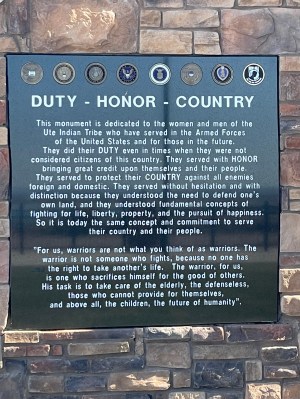 DUTY - HONOR - COUNTRY
This monument is dedicated to the women and men of the
Ute Indian Tribe who have served in the Armed Forces
of the United States and for those in the future.
They did their DUTY even in times when they were not
considered citizens of this country. They served with HONOR
bringing great credit upon themselves and their people.
They served to protect their COUNTRY against all enemies
foreign and domestic. They served without hesitation and with
distinction because they understood the need to defend one's
own land, and they understood fundamental concepts of
fighting for life, liberty, property, and the pursuit of happiness.
So it is today the same concept and commitment to serve
their country and their people.
"For us, warriors are not what you think of as warriors. The
warrior is not someone who fights, because no one has
the right to take another's life. The warrior, for us,
is one who sacrifices himself for the good of others.
His task is to take care of the elderly, the defenseless,
those who cannot provide for themselves,
and above all, the children, the future of humanity".